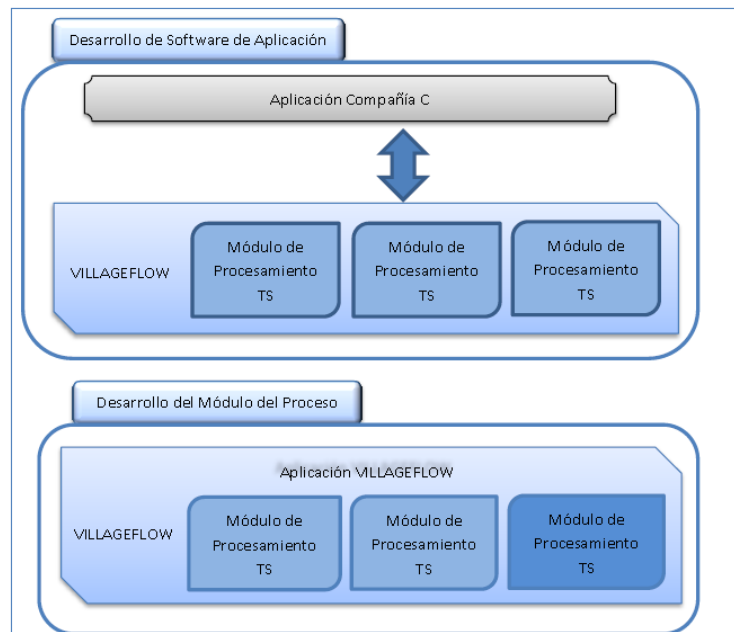 Desarrollo de Software de Aplicación
Aplicación Compañía C
VILLAGEFLOW
Módulo de
Procesamiento
TS
Módulo de
Procesamiento
TS
Módulo de
Procesamiento
TS
Desarrollo del Módulo del Proceso
Aplicación VILLAGEFLOW
VILLAGEFLOW
Módulo de
Procesamiento
TS
Módulo de
Procesamiento
TS
Módulo de
Procesamiento
TS